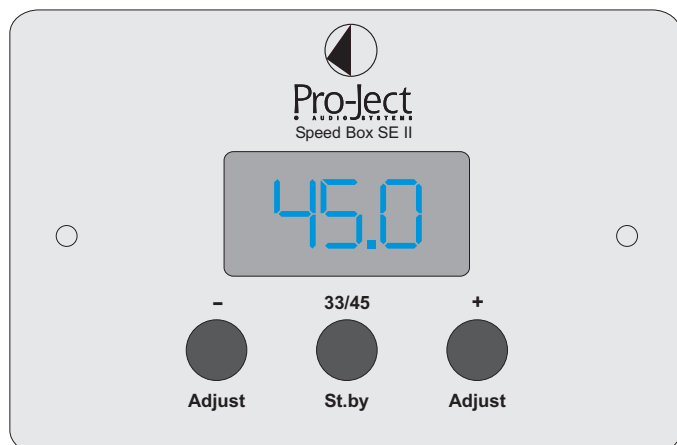 Pro-Ject
AUDIO SYSTEMS
Speed Box SE II
45.0
– 33/45 +
Adjust St.by Adjust